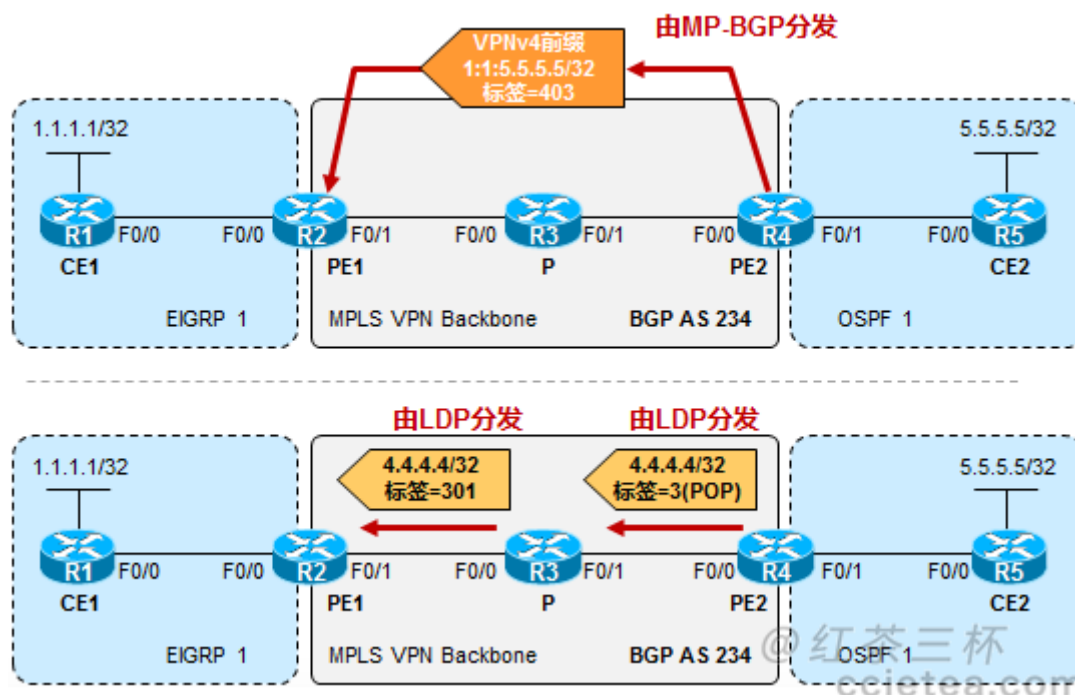 由MP-BGP分发
VPNv4前缀
1:1:5.5.5.5/32
标签=403
1.1.1.1/32
5.5.5.5/32
R1 F0/0 F0/0 R2 F0/1 F0/0 R3 F0/1 F0/0 R4 F0/1 F0/0 R5
CE1 PE1 P PE2 CE2
EIGRP 1 MPLS VPN Backbone BGP AS 234 OSPF 1
由LDP分发 由LDP分发
4.4.4.4/32 4.4.4.4/32
标签=301 标签=3(POP)
1.1.1.1/32 5.5.5.5/32
R1 F0/0 F0/0 R2 F0/1 F0/0 R3 F0/1 F0/0 R4 F0/1 F0/0 R5
CE1 PE1 P PE2 CE2
EIGRP 1 MPLS VPN Backbone BGP AS 234 OSPF 1
@红茶三杯
ccietea.com